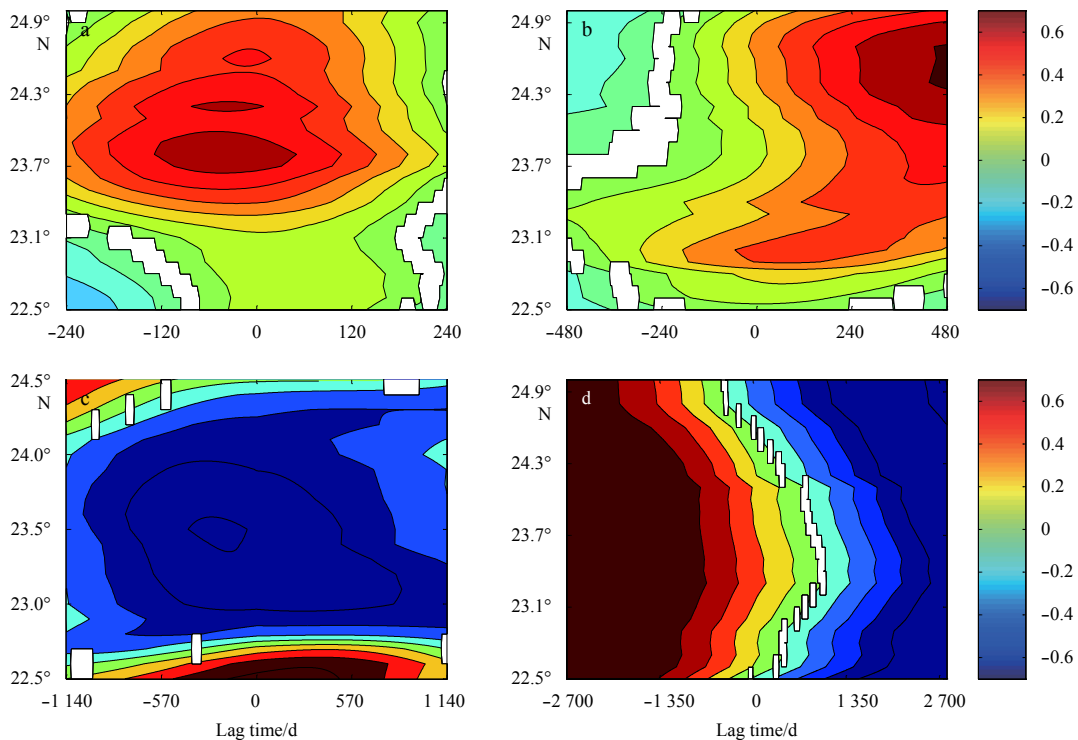 24.9° a
N
24.3°
23.7°
23.1°
22.5°
−240 −120 0 120 240
24.9° b
N
24.3°
23.7°
23.1°
22.5°
−480 −240 0 240 480
0.6
0.4
0.2
0
−0.2
−0.4
−0.6
24.5°
N c
24.0°
23.5°
23.0°
22.5°
−1 140 −570 0 570 1 140
Lag time/d
24.9° d
N
24.3°
23.7°
23.1°
22.5°
−2 700 −1 350 0 1 350 2 700
Lag time/d
0.6
0.4
0.2
0
−0.2
−0.4
−0.6